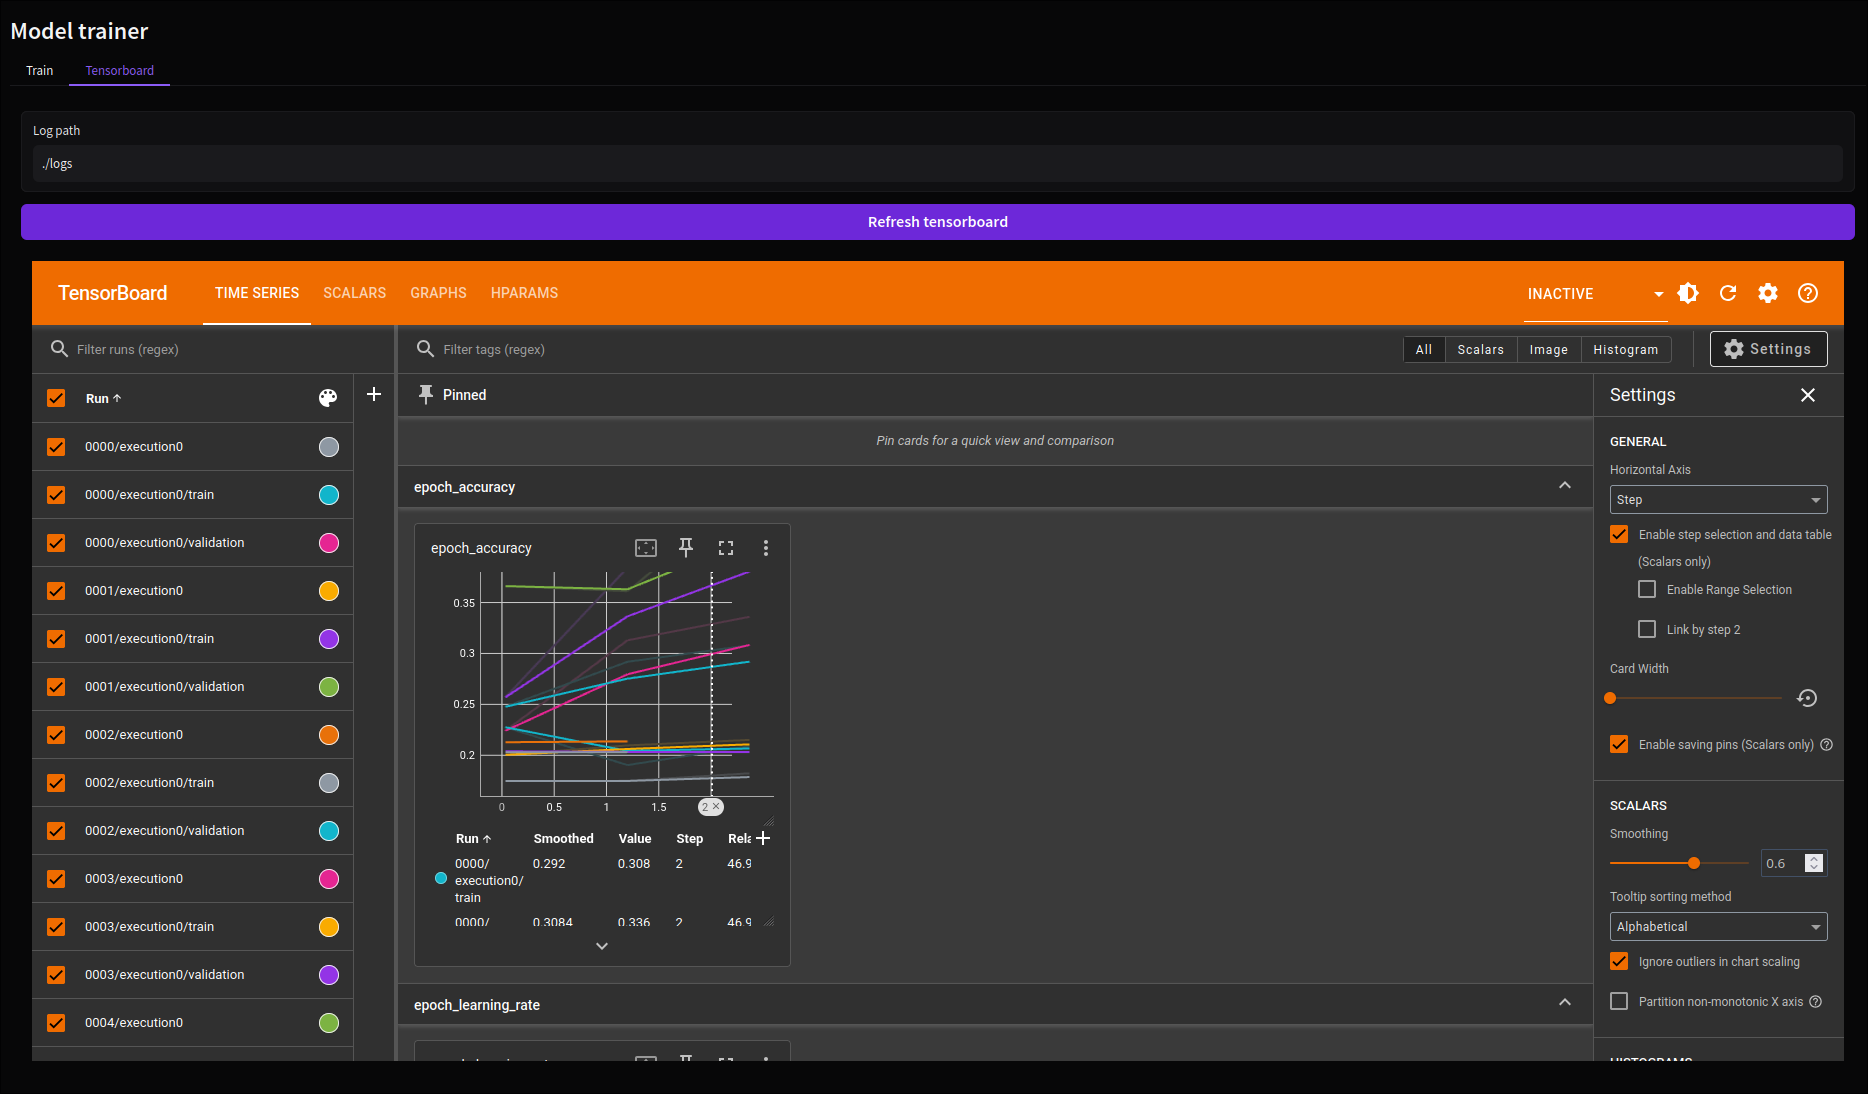 Model trainer
Train
Tensorboard
Log path
./logs
Refresh tensorboard
TensorBoard
TIME SERIES
SCALARS
GRAPHS
HPARAMS
INACTIVE
Filter runs (regex)
Filter tags (regex)
All
Scalars
Image
Histogram
Settings
Run
0000/execution0
0000/execution0/train
0000/execution0/validation
0001/execution0
0001/execution0/train
0001/execution0/validation
0002/execution0
0002/execution0/train
0002/execution0/validation
0003/execution0
0003/execution0/train
0003/execution0/validation
0004/execution0
Pinned
Pin cards for a quick view and comparison
epoch_accuracy
epoch_accuracy
0.35
0.3
0.25
0.2
0
0.5
1
1.5
2
Run Smoothed Value Step Rela
0000/
execution0/
train
0.292 0.308 2 46.9
0000/ 0.3084 0.336 2 46.9
epoch_learning_rate
Settings
GENERAL
Horizontal Axis
Step
Enable step selection and data table
(Scalars only)
Enable Range Selection
Link by step 2
Card Width
Enable saving pins (Scalars only)
SCALARS
Smoothing
0.6
Tooltip sorting method
Alphabetical
Ignore outliers in chart scaling
Partition non-monotonic X axis
HISTOGRAMS